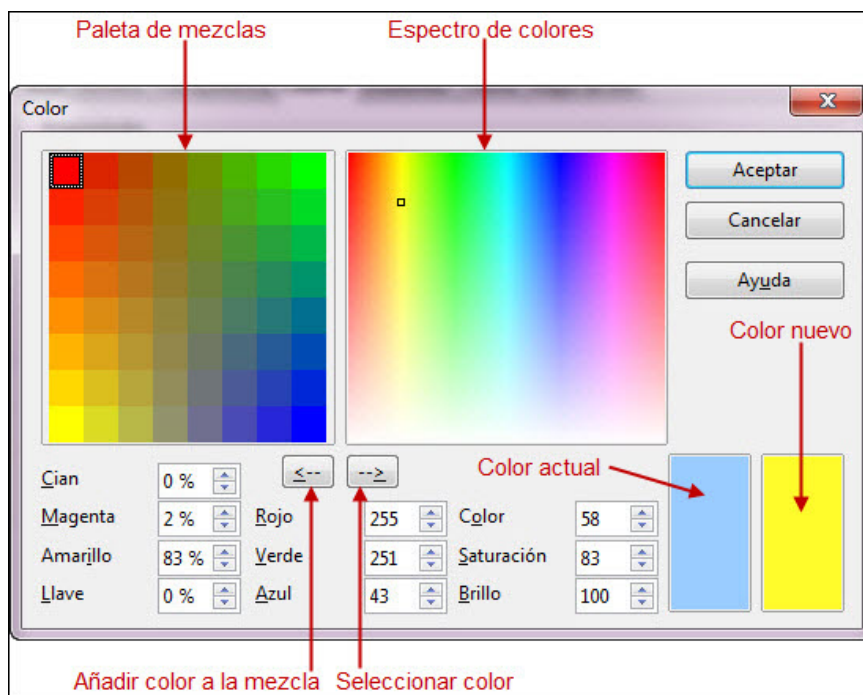 Paleta de mezclas
Espectro de colores
Color
Aceptar
Cancelar
Ayuda
Color nuevo
Color actual
<-- -->
Cian 0 %
Magenta 2 % Rojo 255 Color 58
Amarillo 83 % Verde 251 Saturación 83
Llave 0 % Azul 43 Brillo 100
Añadir color a la mezcla Seleccionar color